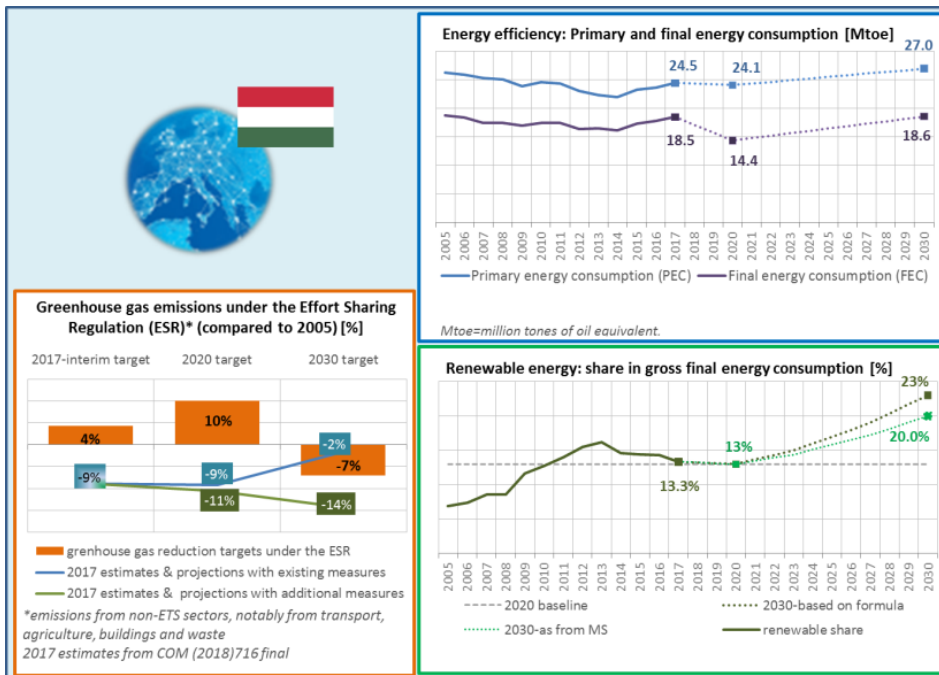 Energy efficiency: Primary and final energy consumption [Mtoe]
27.0
24.5
24.1
18.5
14.4
18.6
2005 2006 2007 2008 2009 2010 2011 2012 2013 2014 2015 2016 2017 2020 2022 2023 2024 2025 2026 2027 2028 2029 2030
Primary energy consumption (PEC)
Final energy consumption (FEC)
Mtoe=million tones of oil equivalent.
Greenhouse gas emissions under the Effort Sharing
Regulation (ESR)* (compared to 2005) [%]
2017-interim target
2020 target
2030 target
4%
10%
-2%
-7%
-9%
-9%
-11%
-14%
grenhouse gas reduction targets under the ESR
2017 estimates & projections with existing measures
2017 estimates & projections with additional measures
*emissions from non-ETS sectors, notably from transport,
agriculture, buildings and waste
2017 estimates from COM (2018)716 final
Renewable energy: share in gross final energy consumption [%]
23%
20.0%
13%
13.3%
2005 2006 2007 2008 2009 2010 2011 2012 2013 2014 2015 2016 2017 2018 2019 2020 2021 2022 2023 2024 2025 2026 2027 2028 2029 2030
2020 baseline
2030-based on formula
2030-as from MS
renewable share